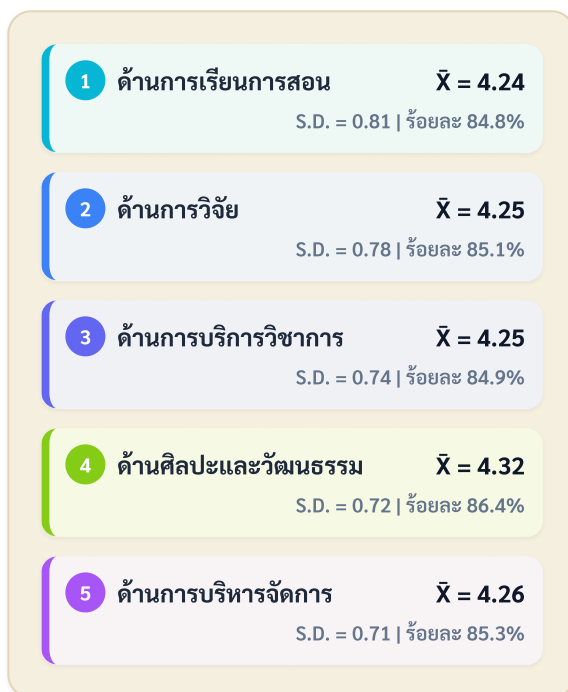 1 ด้านการเรียนการสอน X̄ = 4.24
S.D. = 0.81 | ร้อยละ 84.8%
2 ด้านการวิจัย X̄ = 4.25
S.D. = 0.78 | ร้อยละ 85.1%
3 ด้านการบริการวิชาการ X̄ = 4.25
S.D. = 0.74 | ร้อยละ 84.9%
4 ด้านศิลปะและวัฒนธรรม X̄ = 4.32
S.D. = 0.72 | ร้อยละ 86.4%
5 ด้านการบริหารจัดการ X̄ = 4.26
S.D. = 0.71 | ร้อยละ 85.3%